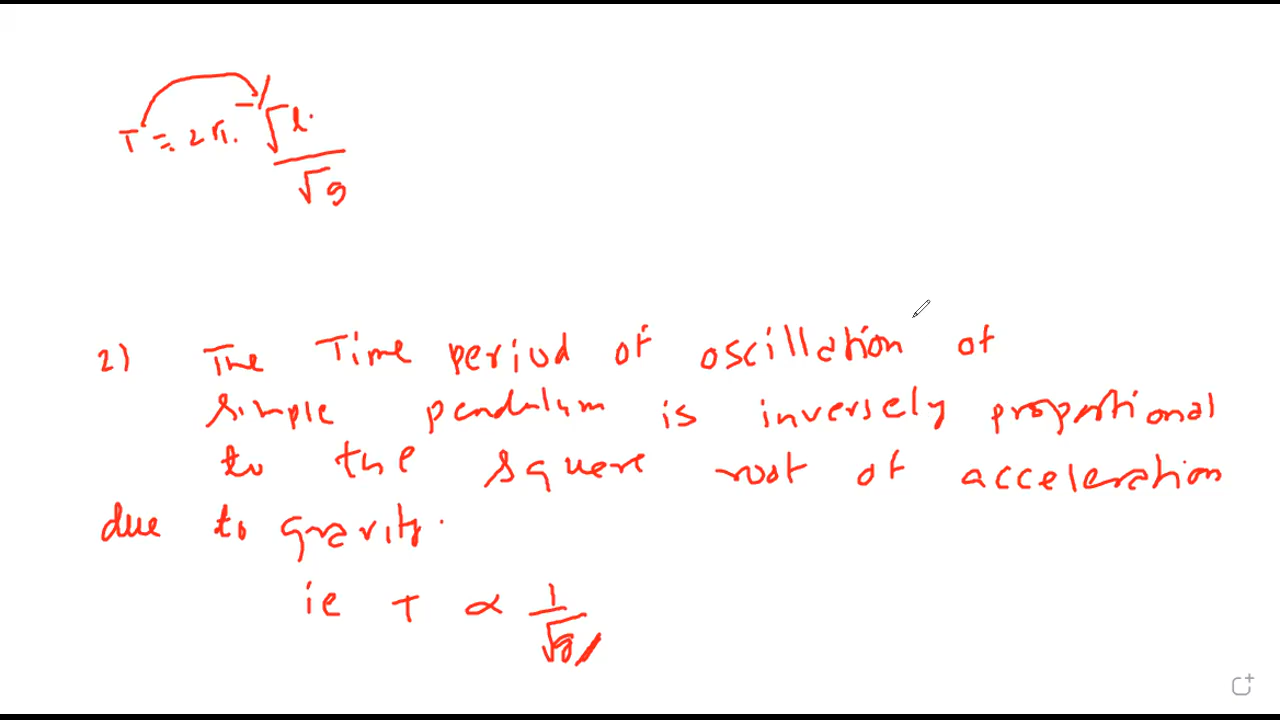 T = 2π. √l.
√g
2) The Time period of oscillation of
simple pendulum is inversely proportional
to the square root of acceleration
due to gravity.
ie T ∝ 1
√g